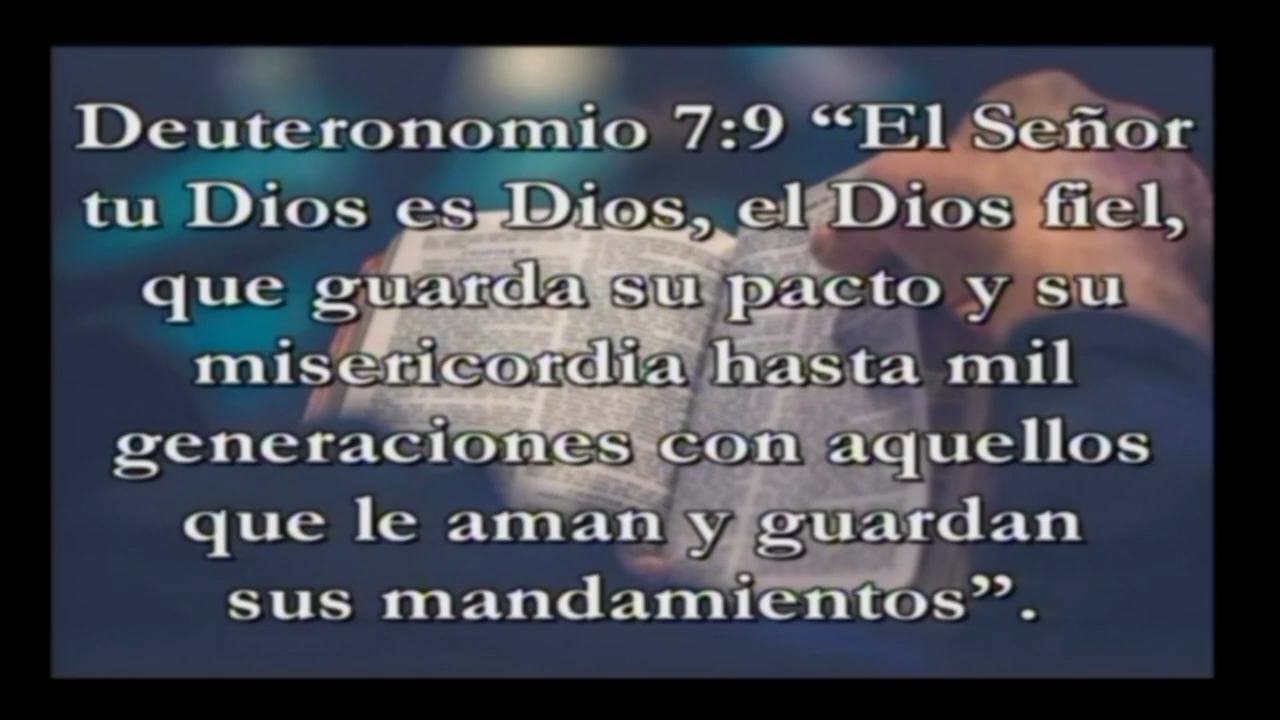 Deuteronomio 7:9 “El Señor
tu Dios es Dios, el Dios fiel,
que guarda su pacto y su
misericordia hasta mil
generaciones con aquellos
que le aman y guardan
sus mandamientos”.